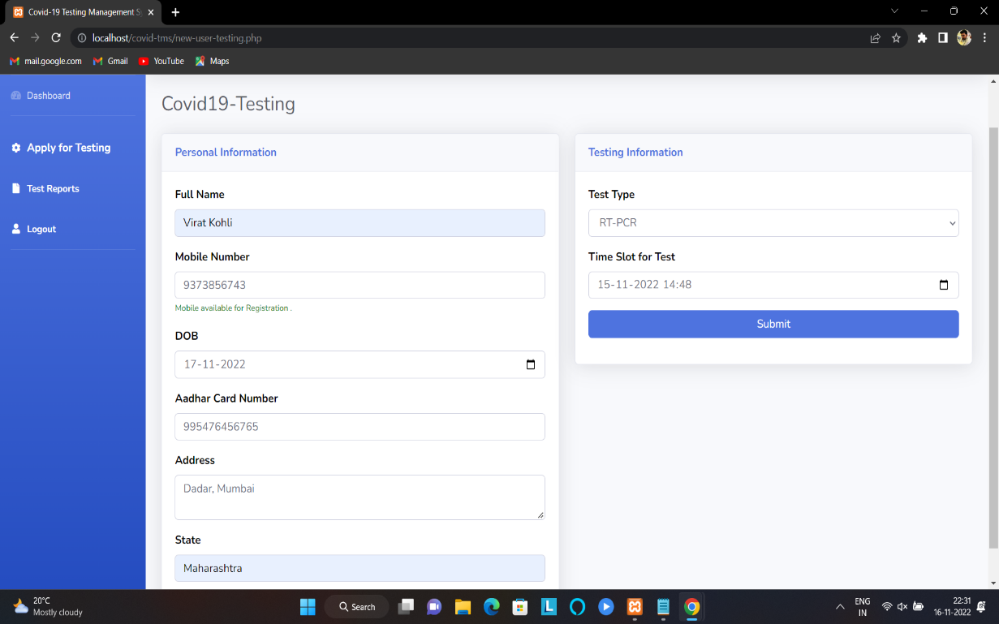 Covid-19 Testing Management S
localhost/covid-tms/new-user-testing.php
mail.google.com
Gmail
YouTube
Maps
Dashboard
Apply for Testing
Test Reports
Logout
Covid19-Testing
Personal Information
Full Name
Virat Kohli
Mobile Number
9373856743
Mobile available for Registration .
DOB
17-11-2022
Aadhar Card Number
995476456765
Address
Dadar, Mumbai
State
Maharashtra
Testing Information
Test Type
RT-PCR
Time Slot for Test
15-11-2022 14:48
Submit
20°C
Mostly cloudy
Search
L
ENG
IN
22:31
16-11-2022